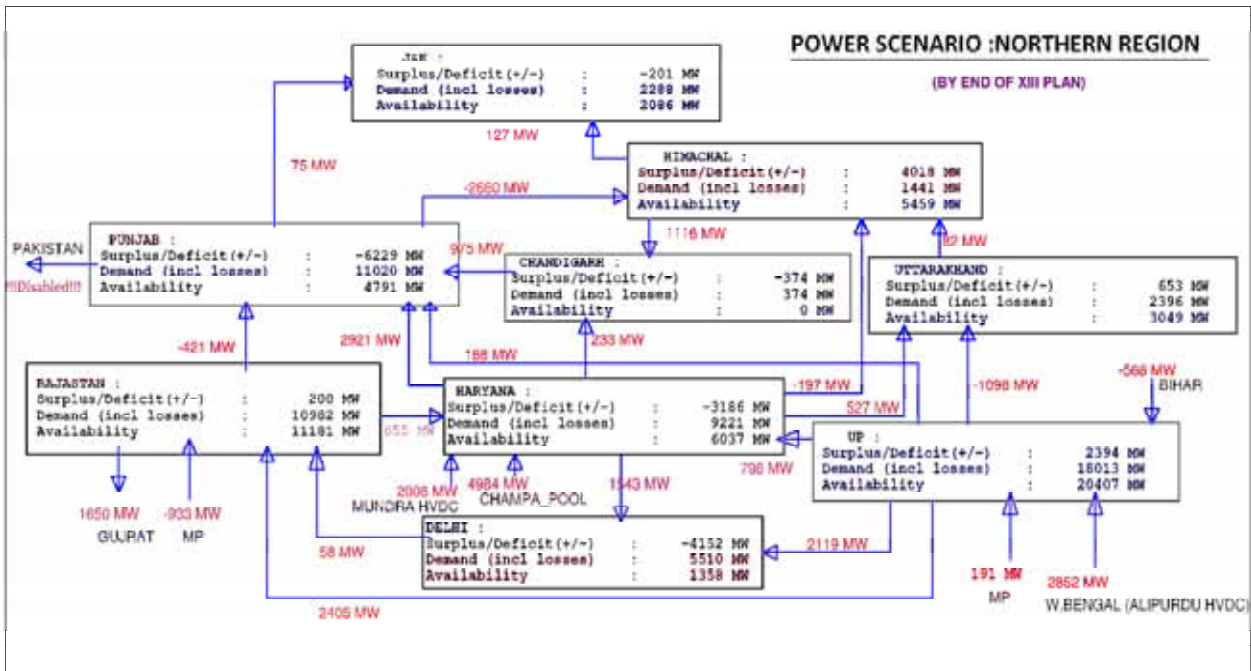 POWER SCENARIO :NORTHERN REGION
(BY END OF XIII PLAN)
J&K :
Surplus/Deficit(+/-) : -201 MW
Demand (incl losses) : 2288 MW
Availability : 2086 MW
127 MW
75 MW
HIMACHAL :
Surplus/Deficit(+/-) : 4018 MW
Demand (incl losses) : 1441 MW
Availability : 5459 MW
-2660 MW
1116 MW
82 MW
PAKISTAN
!!!Disabled!!!
PUNJAB :
Surplus/Deficit(+/-) : -6229 MW
Demand (incl losses) : 11020 MW
Availability : 4791 MW
975 MW
CHANDIGARH :
Surplus/Deficit(+/-) : -374 MW
Demand (incl losses) : 374 MW
Availability : 0 MW
UTTARAKHAND :
Surplus/Deficit(+/-) : 653 MW
Demand (incl losses) : 2396 MW
Availability : 3049 MW
-421 MW
2921 MW
188 MW
233 MW
-197 MW
527 MW
-1098 MW
-568 MW
BIHAR
RAJASTAN :
Surplus/Deficit(+/-) : 200 MW
Demand (incl losses) : 10982 MW
Availability : 11181 MW
655 MW
HARYANA :
Surplus/Deficit(+/-) : -3186 MW
Demand (incl losses) : 9221 MW
Availability : 6037 MW
798 MW
UP :
Surplus/Deficit(+/-) : 2394 MW
Demand (incl losses) : 18013 MW
Availability : 20407 MW
1650 MW
GUJRAT
-933 MW
MP
2008 MW
MUNDRA HVDC
4984 MW
CHAMPA_POOL
1543 MW
58 MW
DELHI :
Surplus/Deficit(+/-) : -4152 MW
Demand (incl losses) : 5510 MW
Availability : 1358 MW
2119 MW
191 MW
MP
2852 MW
W.BENGAL (ALIPURDU HVDC)
2405 MW